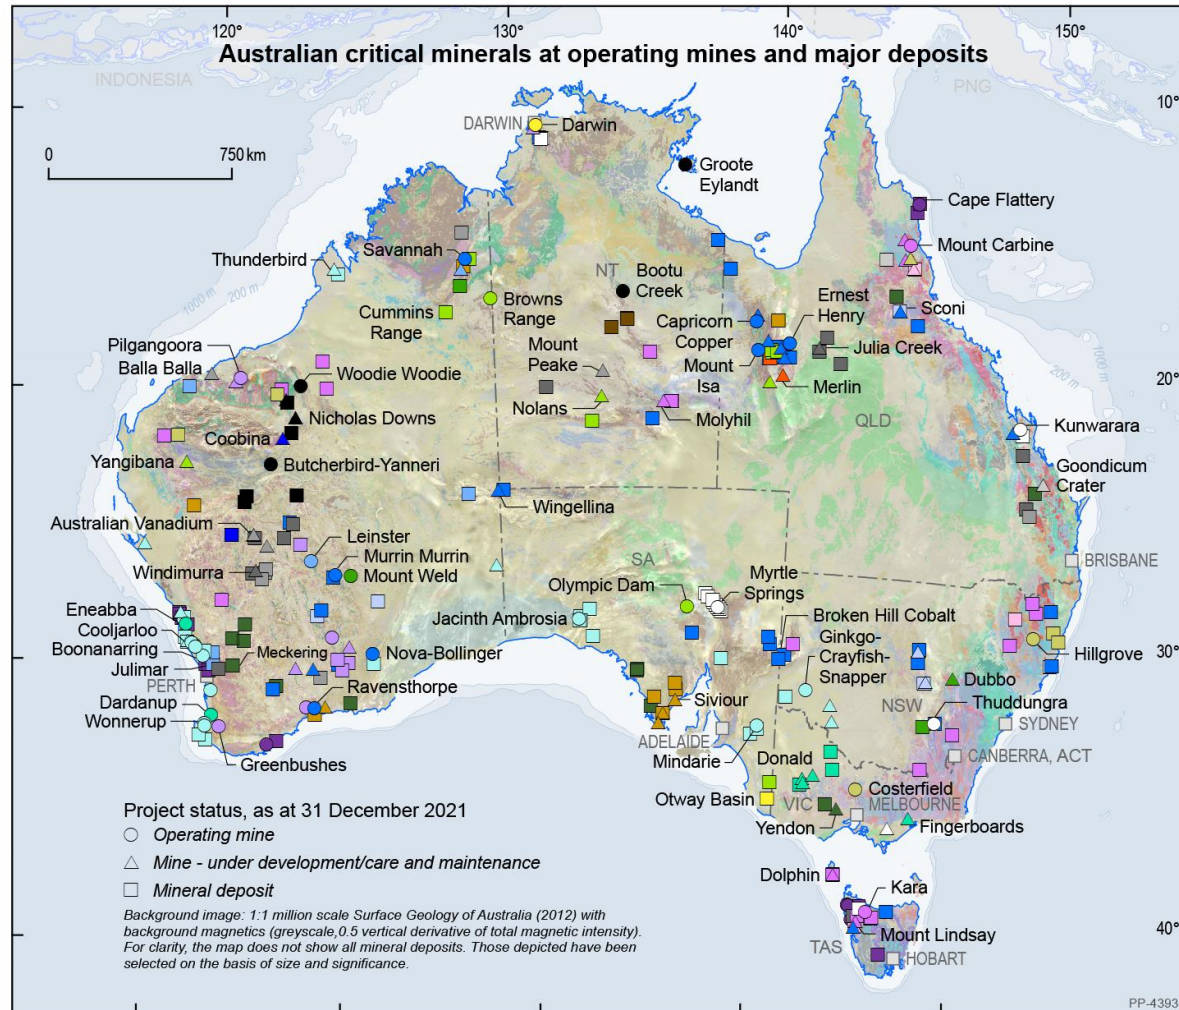 120°
130°
140°
150°
Australian critical minerals at operating mines and major deposits
INDONESIA
PNG
10°
DARWIN
Darwin
0
750 km
Groote
Eylandt
Cape Flattery
Savannah
Mount Carbine
Thunderbird
1000 m
200 m
NT
Bootu
Creek
Ernest
Henry
Cummins
Range
Browns
Range
Capricorn
Copper
Sconi
Pilgangoora
Balla Balla
Woodie Woodie
Mount
Peake
Mount
Isa
Julia Creek
200 m
1000 m
20°
Nolans
Merlin
Nicholas Downs
Molyhil
QLD
Kunwarara
Coobina
Yangibana
Butcherbird-Yanneri
Goondicum
Crater
Wingellina
Australian Vanadium
Leinster
SA
Murrin Murrin
BRISBANE
Windimurra
Mount Weld
Olympic Dam
Myrtle
Springs
Eneabba
Jacinth Ambrosia
Broken Hill Cobalt
Cooljarloo
Ginkgo-
Crayfish-
Snapper
Boonanarring
Meckering
Nova-Bollinger
Hillgrove
30°
Julimar
PERTH
Ravensthorpe
Siviour
Dubbo
NSW
Thuddungra
Dardanup
Wonnerup
SYDNEY
ADELAIDE
Mindarie
Donald
CANBERRA, ACT
Greenbushes
Otway Basin
VIC
Costerfield
MELBOURNE
Yendon
Fingerboards
Project status, as at 31 December 2021
Operating mine
Mine - under development/care and maintenance
Mineral deposit
Dolphin
Kara
Background image: 1:1 million scale Surface Geology of Australia (2012) with
background magnetics (greyscale,0.5 vertical derivative of total magnetic intensity).
For clarity, the map does not show all mineral deposits. Those depicted have been
selected on the basis of size and significance.
Mount Lindsay
40°
TAS
HOBART
PP-4393